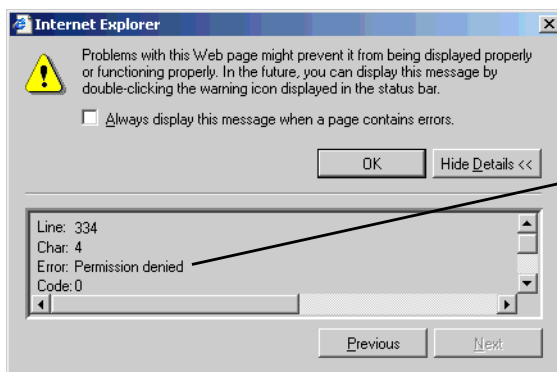 Internet Explorer
Problems with this Web page might prevent it from being displayed properly
or functioning properly. In the future, you can display this message by
double-clicking the warning icon displayed in the status bar.
Always display this message when a page contains errors.
OK
Hide Details <<
Line: 334
Char: 4
Error: Permission denied
Code: 0
Previous
Next